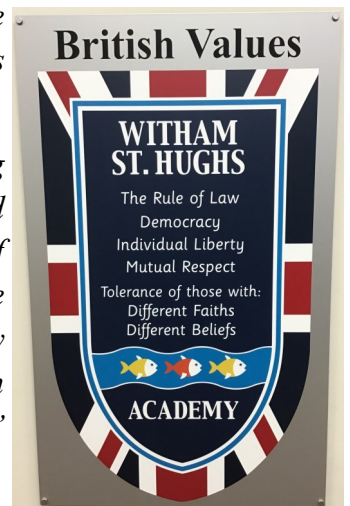 British Values
WITHAM
ST. HUGHS
The Rule of Law
Democracy
Individual Liberty
Mutual Respect
Tolerance of those with:
Different Faiths
Different Beliefs
ACADEMY